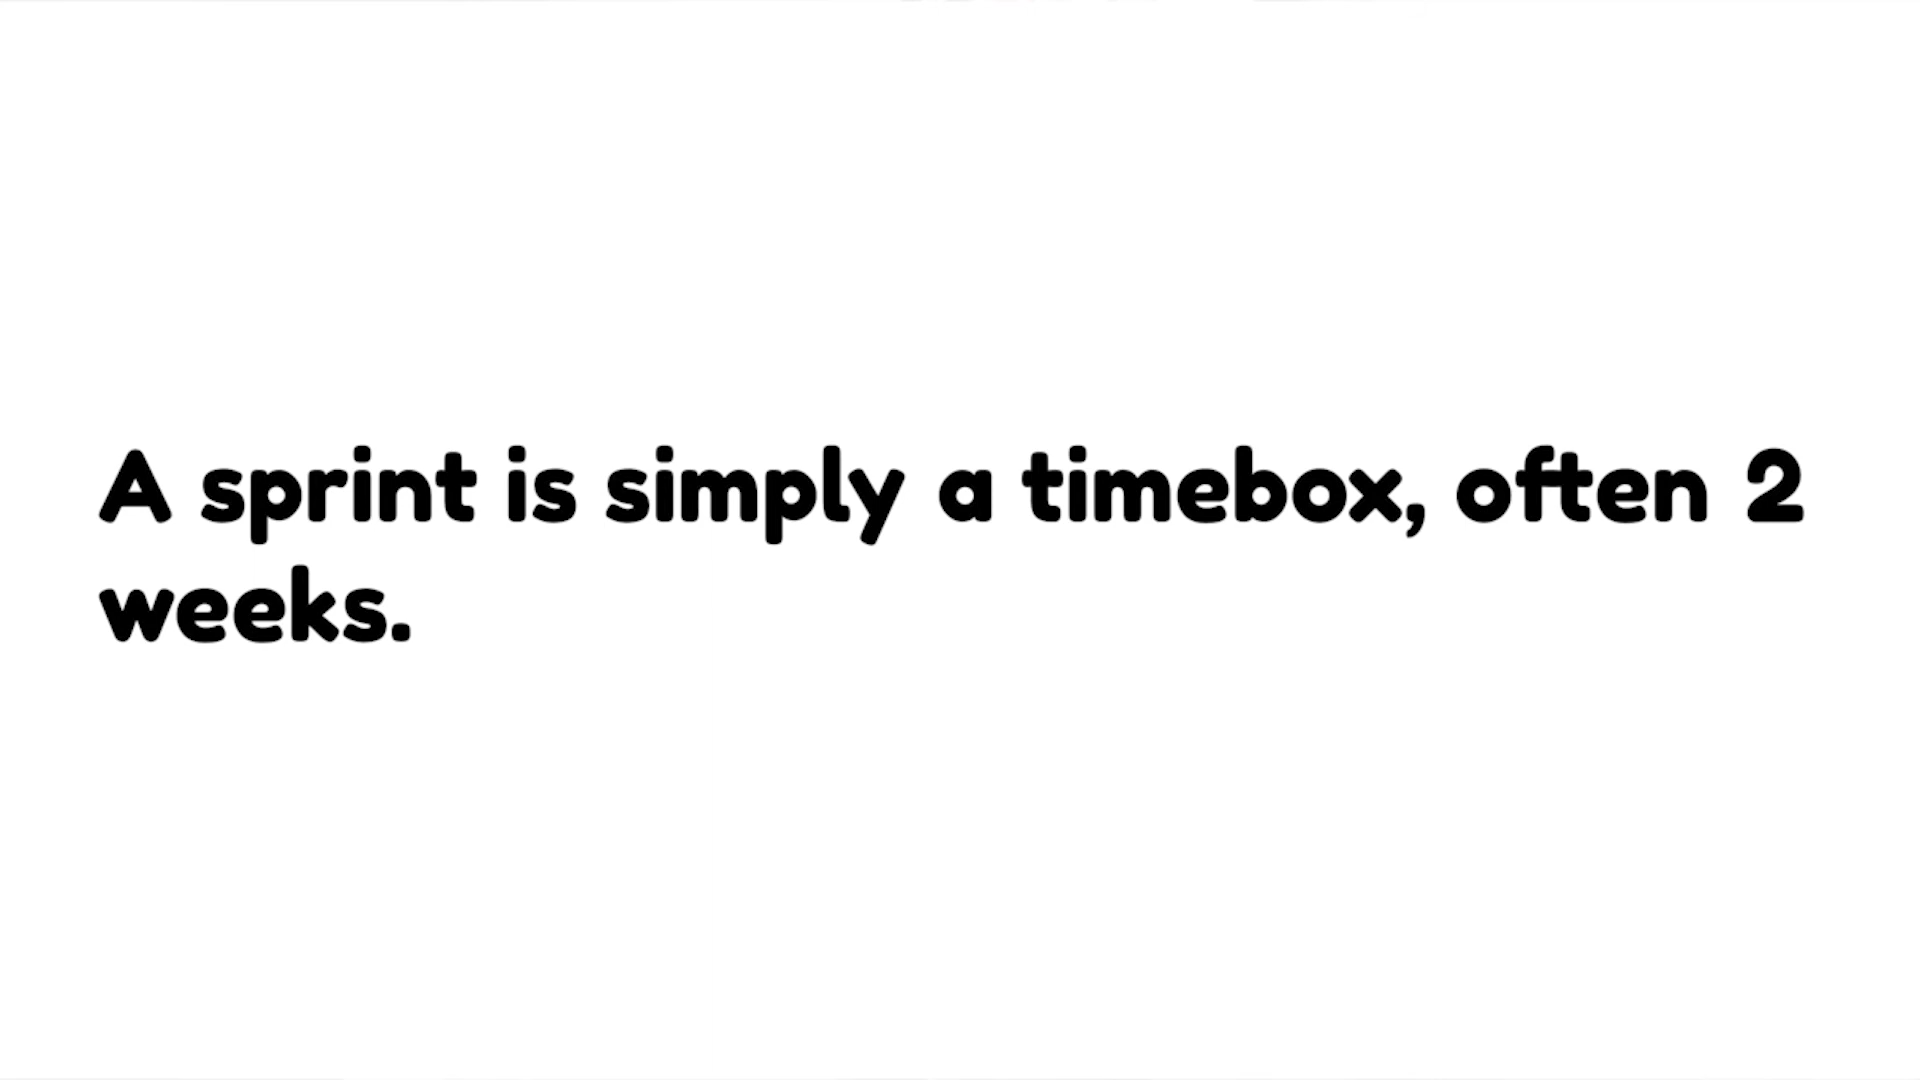 A sprint is simply a timebox, often 2
weeks.